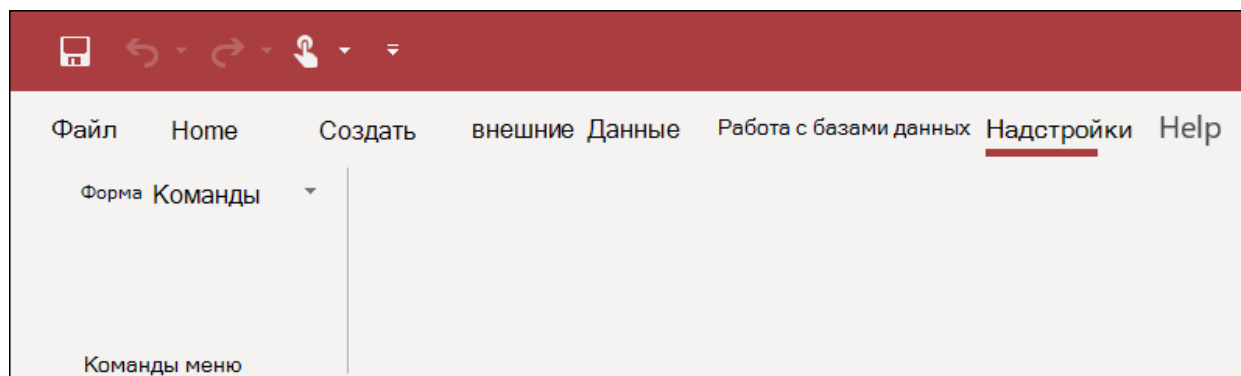 Файл Home Создать внешние Данные Работа с базами данных Надстройки Help
Форма Команды
Команды меню